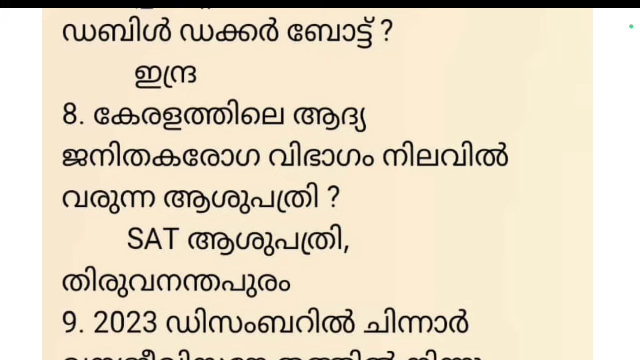 ഡബിൾ ഡക്കർ ബോട്ട് ?
ഇന്ദ്ര
8. കേരളത്തിലെ ആദ്യ
ജനിതകരോഗ വിഭാഗം നിലവിൽ
വരുന്ന ആശുപത്രി ?
SAT ആശുപത്രി,
തിരുവനന്തപുരം
9. 2023 ഡിസംബറിൽ ചിന്നാർ